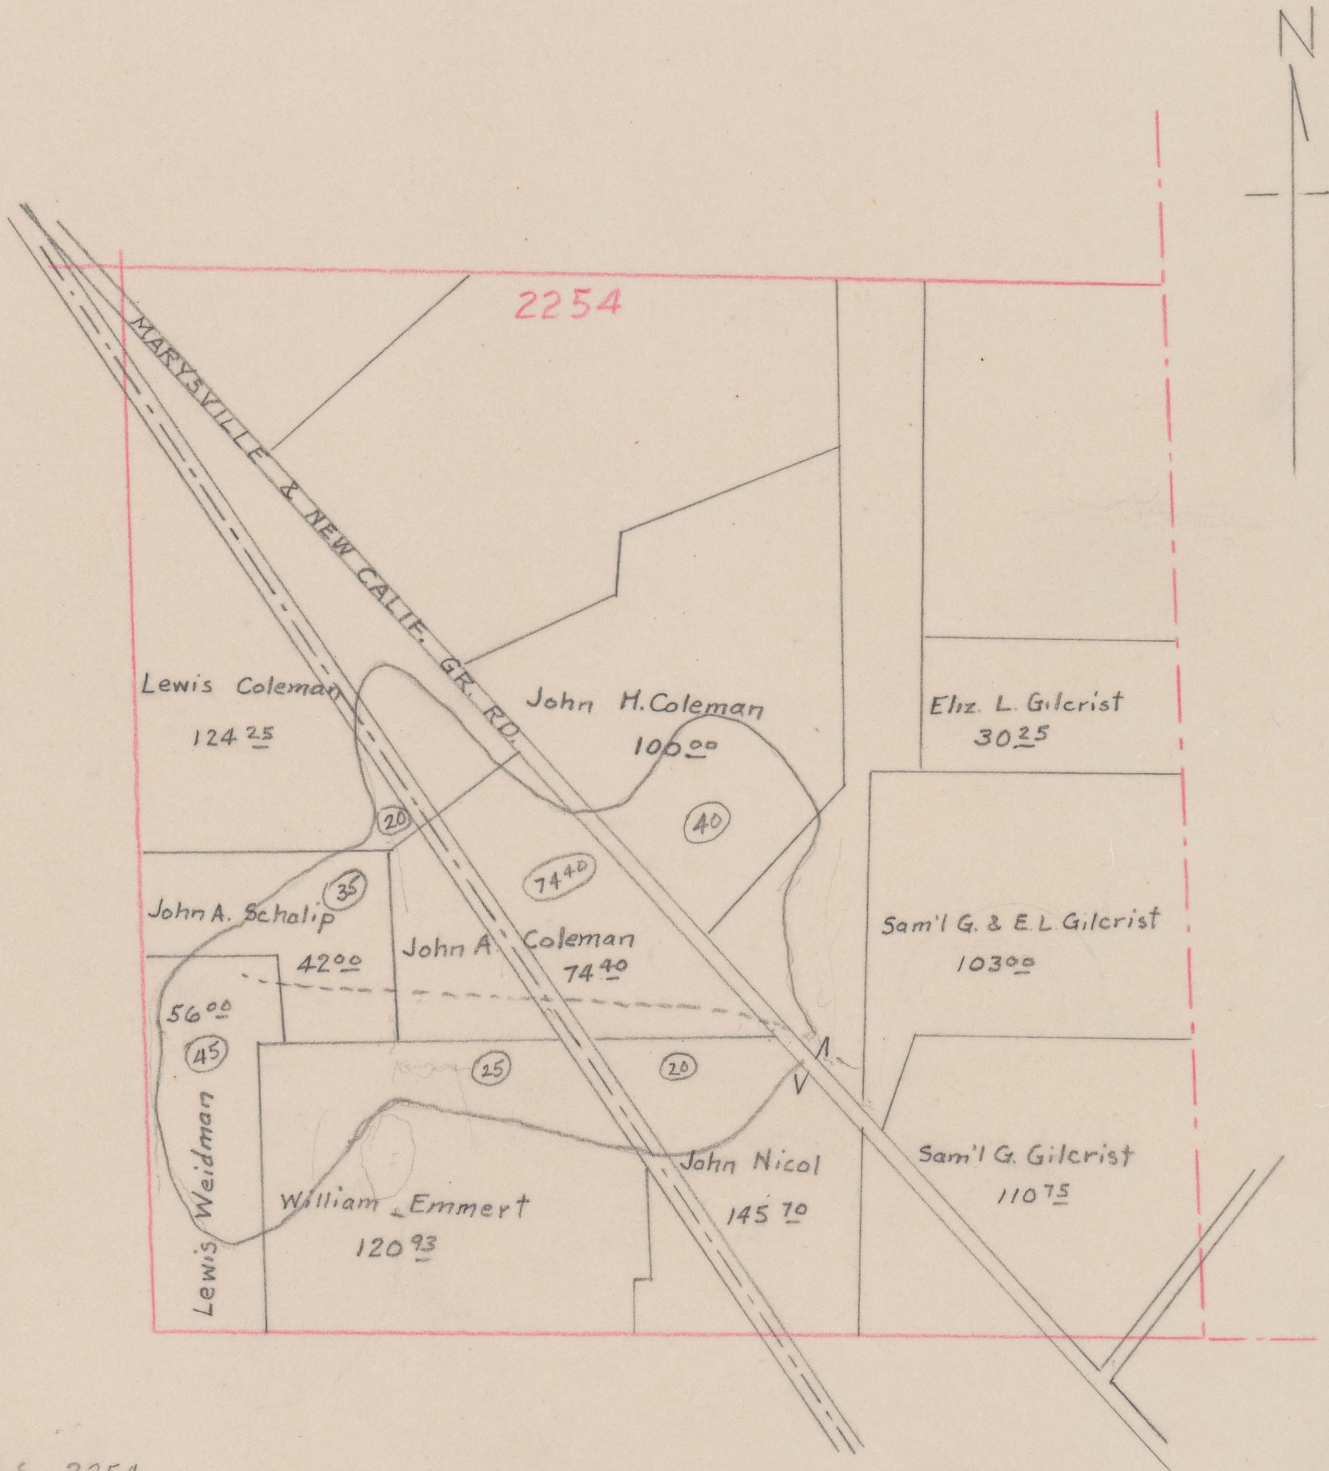 N
2254
MARYSVILLE & NEW CALIF. GR. RD.
Lewis Coleman
124 25
John H. Coleman
100 00
Eliz. L. Gilcrist
30 25
20
40
74 40
35
John A. Schalip
42 00
John A. Coleman
74 40
Sam'l G. & E. L. Gilcrist
103 00
56 00
45
Lewis Weidman
25
20
William Emmert
120 93
John Nicol
145 70
Sam'l G. Gilcrist
110 75
2254